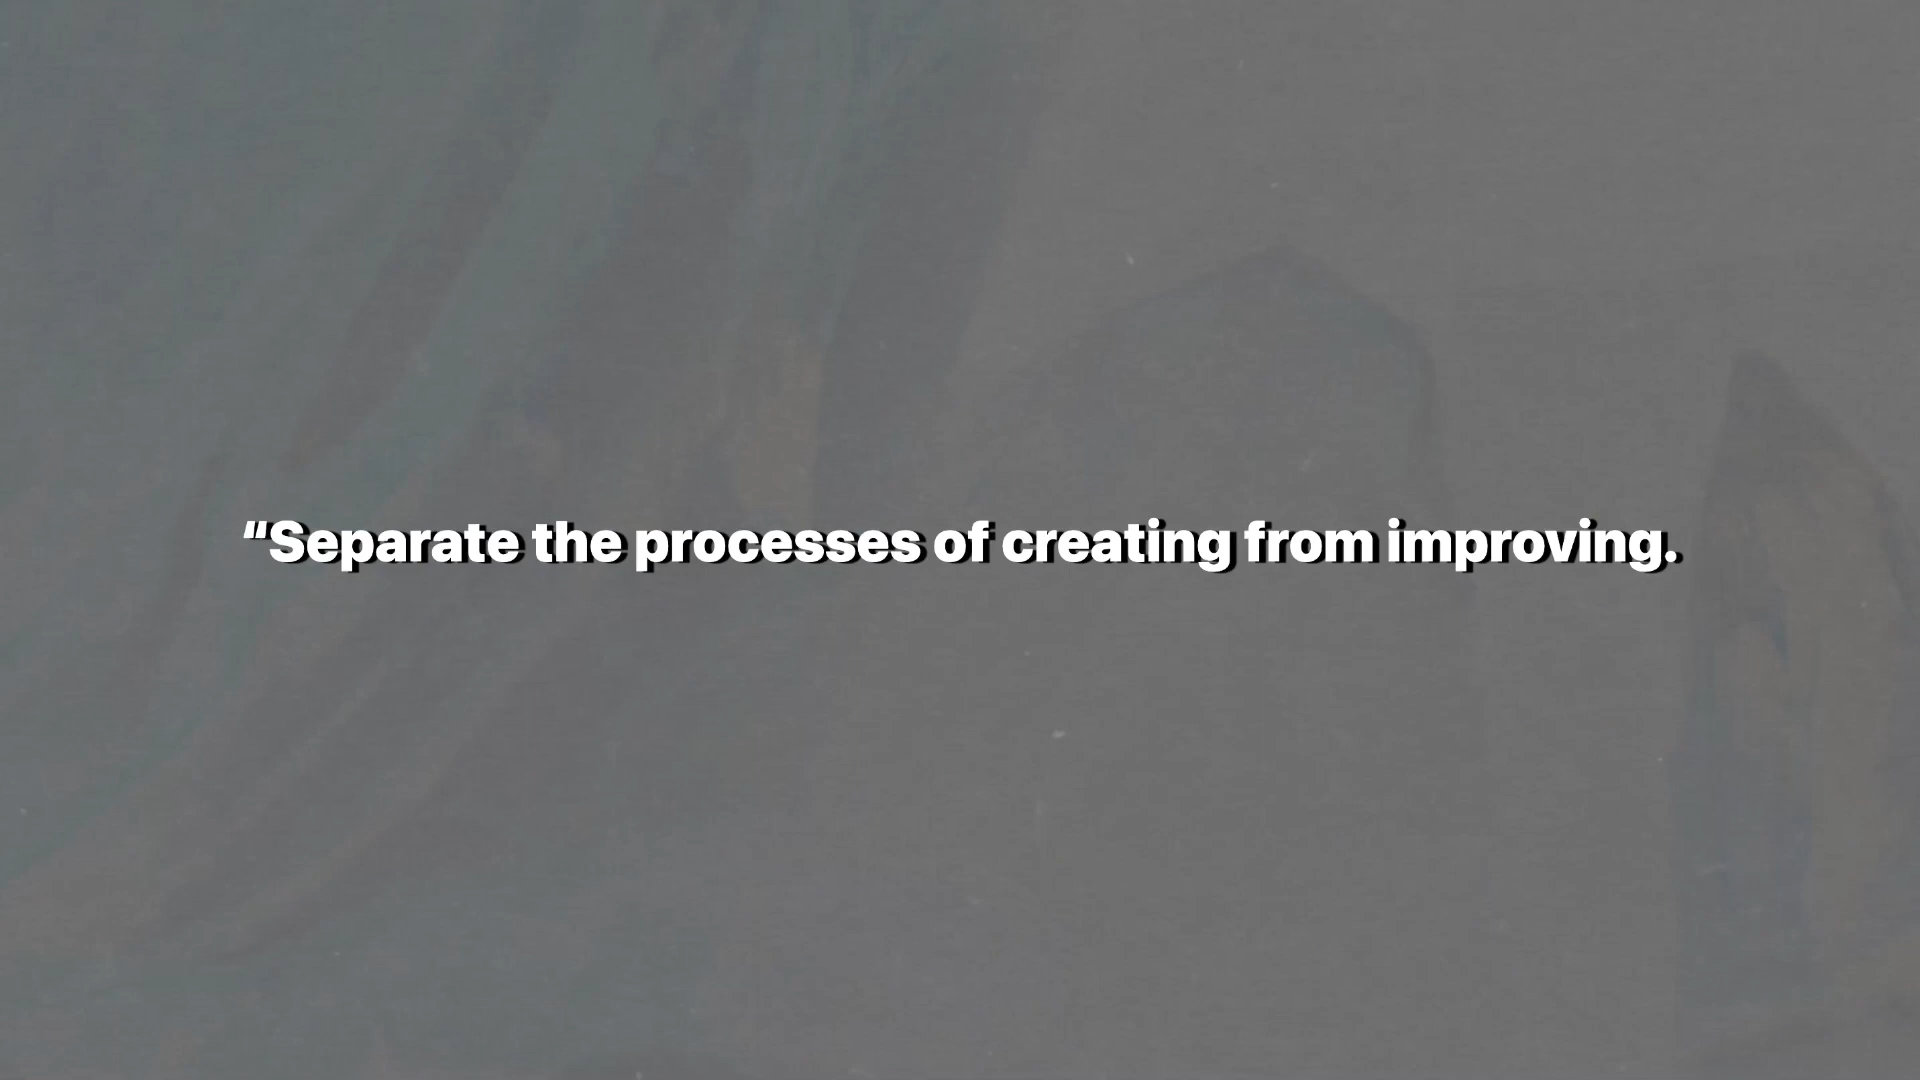 “Separate the processes of creating from improving.